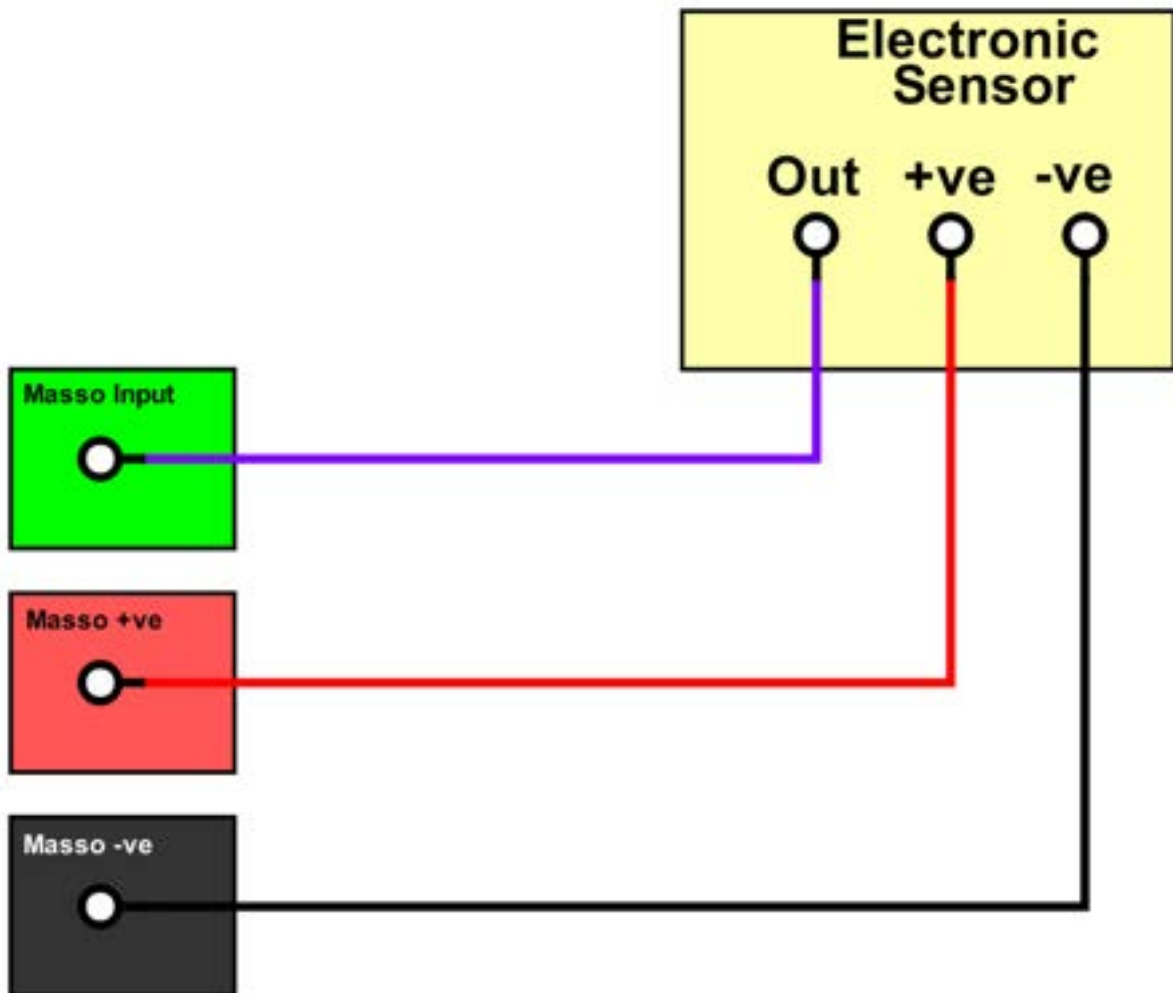 Electronic
Sensor
Out +ve -ve
Masso Input
Masso +ve
Masso -ve